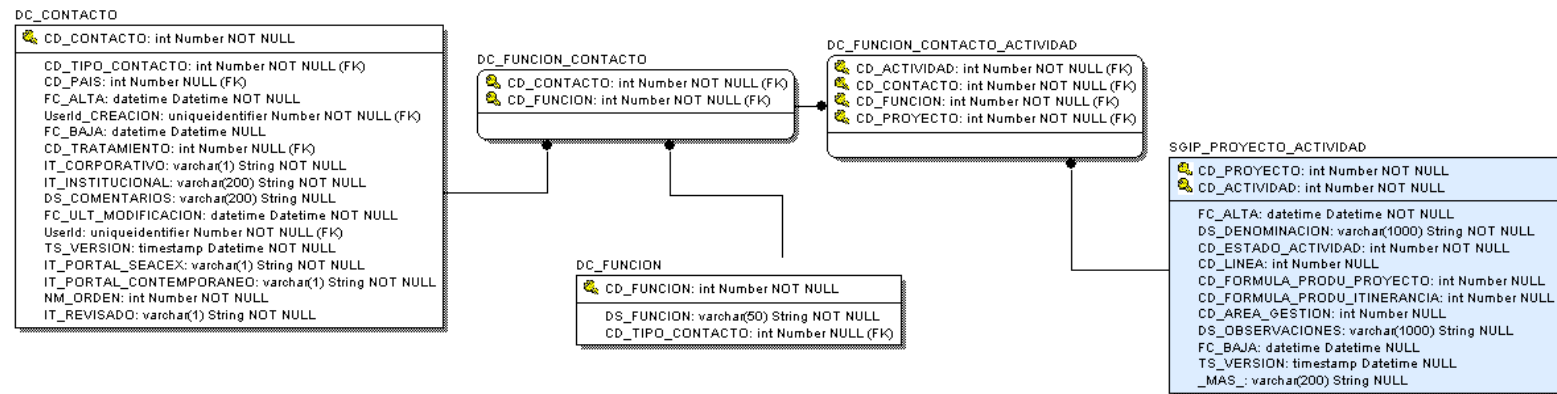 DC_CONTACTO
CD_CONTACTO: int Number NOT NULL
CD_TIPO_CONTACTO: int Number NOT NULL (FK)
CD_PAIS: int Number NULL (FK)
FC_ALTA: datetime Datetime NOT NULL
UserId_CREACION: uniqueidentifier Number NOT NULL (FK)
FC_BAJA: datetime Datetime NULL
CD_TRATAMIENTO: int Number NULL (FK)
IT_CORPORATIVO: varchar(1) String NOT NULL
IT_INSTITUCIONAL: varchar(200) String NOT NULL
DS_COMENTARIOS: varchar(200) String NULL
FC_ULT_MODIFICACION: datetime Datetime NOT NULL
UserId: uniqueidentifier Number NOT NULL (FK)
TS_VERSION: timestamp Datetime NOT NULL
IT_PORTAL_SEACEX: varchar(1) String NOT NULL
IT_PORTAL_CONTEMPORANEO: varchar(1) String NOT NULL
NM_ORDEN: int Number NOT NULL
IT_REVISADO: varchar(1) String NOT NULL
DC_FUNCION_CONTACTO
CD_CONTACTO: int Number NOT NULL (FK)
CD_FUNCION: int Number NOT NULL (FK)
DC_FUNCION
CD_FUNCION: int Number NOT NULL
DS_FUNCION: varchar(50) String NOT NULL
CD_TIPO_CONTACTO: int Number NULL (FK)
DC_FUNCION_CONTACTO_ACTIVIDAD
CD_ACTIVIDAD: int Number NOT NULL (FK)
CD_CONTACTO: int Number NOT NULL (FK)
CD_FUNCION: int Number NOT NULL (FK)
CD_PROYECTO: int Number NOT NULL (FK)
SGIP_PROYECTO_ACTIVIDAD
CD_PROYECTO: int Number NOT NULL
CD_ACTIVIDAD: int Number NOT NULL
FC_ALTA: datetime Datetime NOT NULL
DS_DENOMINACION: varchar(1000) String NOT NULL
CD_ESTADO_ACTIVIDAD: int Number NOT NULL
CD_LINEA: int Number NULL
CD_FORMULA_PRODU_PROYECTO: int Number NULL
CD_FORMULA_PRODU_ITINERANCIA: int Number NULL
CD_AREA_GESTION: int Number NULL
DS_OBSERVACIONES: varchar(1000) String NULL
FC_BAJA: datetime Datetime NULL
TS_VERSION: timestamp Datetime NULL
_MAS_: varchar(200) String NULL